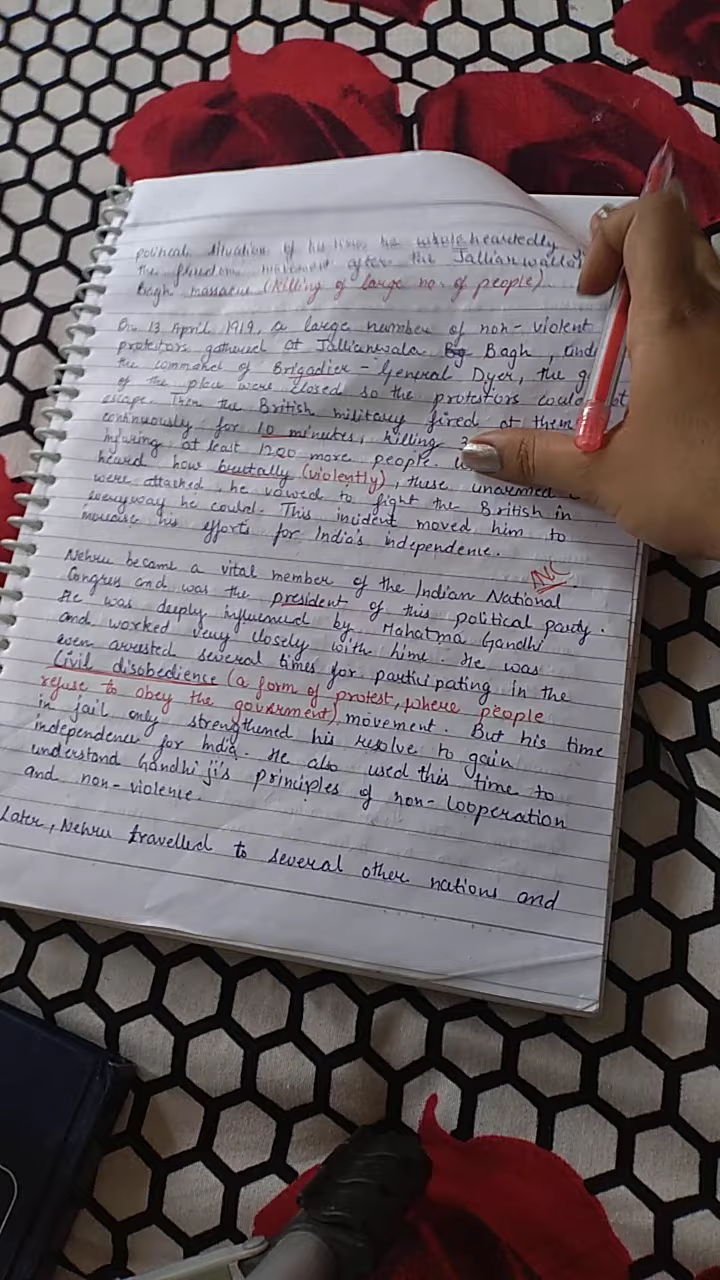 political situation of his time, he wholeheartedly
the freedom movement after the Jallianwala
Bagh massacre (killing of large no. of people).
On 13 April 1919, a large number of non-violent
protestors gathered at Jallianwala Bagh, und
the command of Brigadier-General Dyer, the g
of the place were closed so the protestors could
escape. Then the British military fired at them
continuously for 10 minutes, killing 3
injuring at least 1200 more people.
heard how brutally (violently), these unarmed
were attacked, he vowed to fight the British in
everyway he could. This incident moved him to
increase his efforts for India's independence.
INC
Nehru became a vital member of the Indian National
Congres and was the president of this political party.
He was deeply influenced by Mahatma Gandhi
and worked very closely with hime. He was
even arrested several times for participating in the
Civil disobedience (a form of protest, where people
refuse to obey the goverment) movement. But his time
in jail only strengthened his resolve to gain
independence for India. He also used this time to
understand Gandhiji's principles of non-cooperation
and non-violence.
Later, Nehru travelled to several other nations and